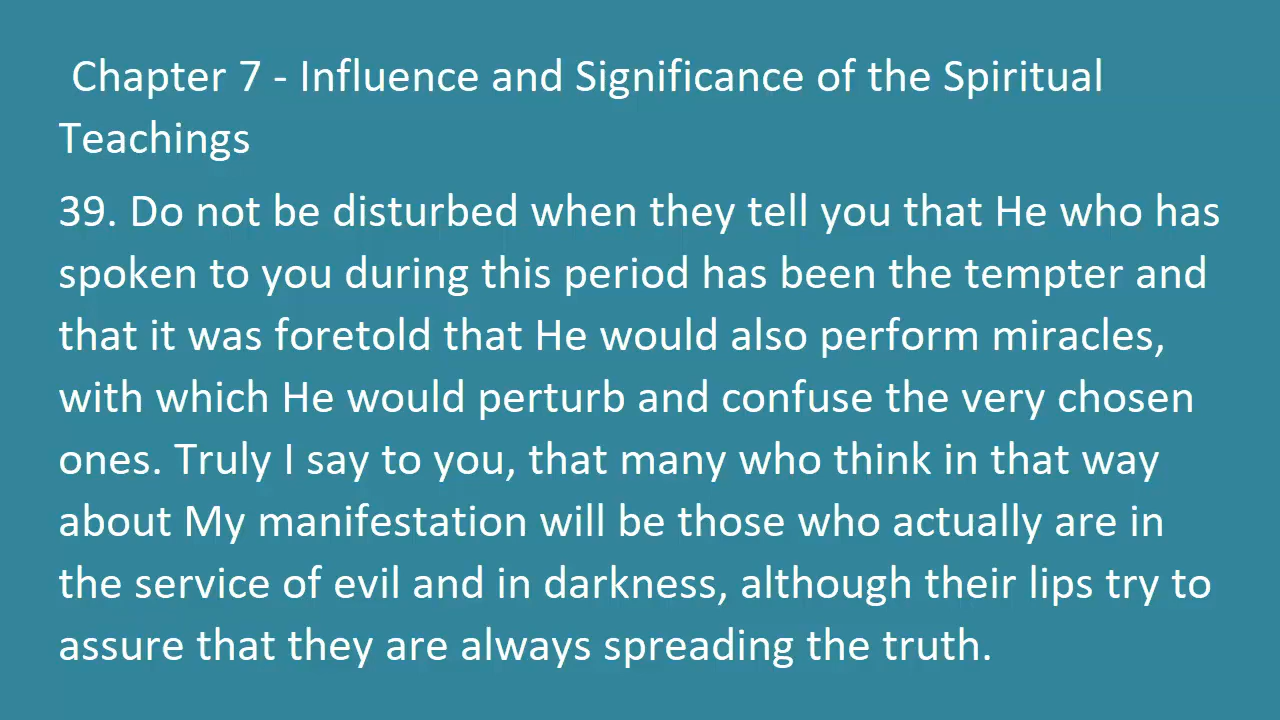 Chapter 7 - Influence and Significance of the Spiritual
Teachings
39. Do not be disturbed when they tell you that He who has
spoken to you during this period has been the tempter and
that it was foretold that He would also perform miracles,
with which He would perturb and confuse the very chosen
ones. Truly I say to you, that many who think in that way
about My manifestation will be those who actually are in
the service of evil and in darkness, although their lips try to
assure that they are always spreading the truth.